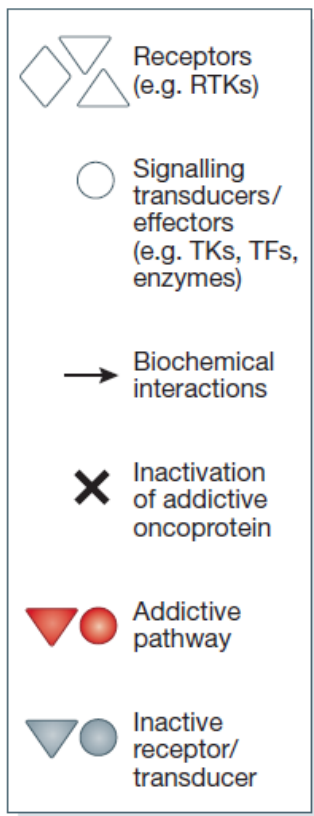 Receptors
(e.g. RTKs)
Signalling
transducers/
effectors
(e.g. TKs, TFs,
enzymes)
Biochemical
interactions
Inactivation
of addictive
oncoprotein
Addictive
pathway
Inactive
receptor/
transducer